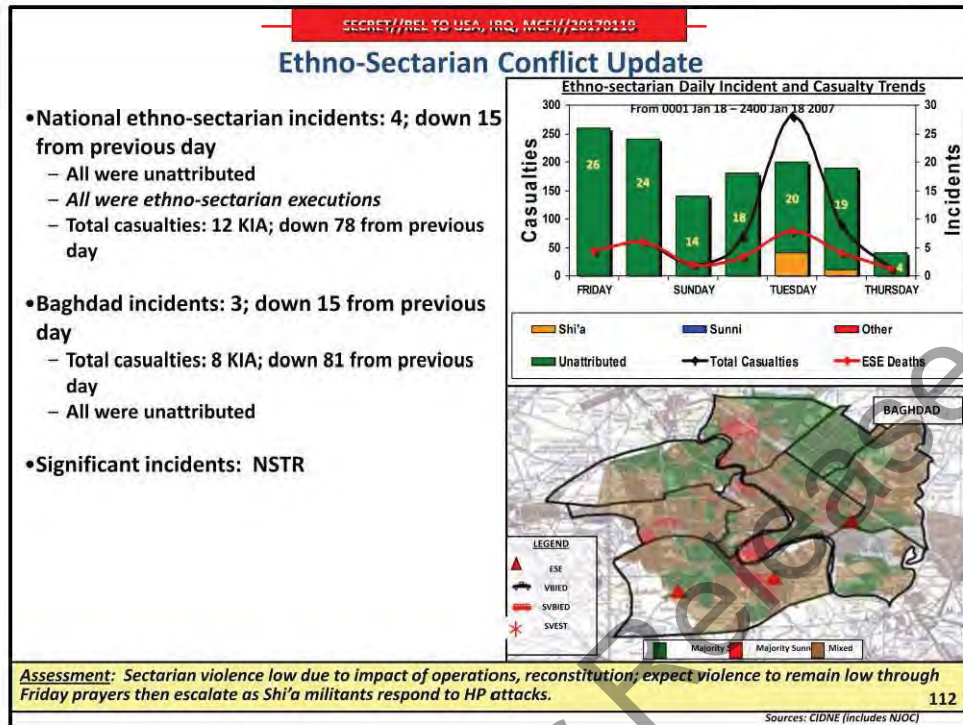 SECRET//REL TO USA, IRQ, MCFI//20170119
Ethno-Sectarian Conflict Update
•National ethno-sectarian incidents: 4; down 15
from previous day
– All were unattributed
– All were ethno-sectarian executions
– Total casualties: 12 KIA; down 78 from previous
day
•Baghdad incidents: 3; down 15 from previous
day
– Total casualties: 8 KIA; down 81 from previous
day
– All were unattributed
•Significant incidents: NSTR
Ethno-sectarian Daily Incident and Casualty Trends
From 0001 Jan 18 – 2400 Jan 18 2007
Casualties
300
250
200
150
100
50
0
26
24
14
18
20
19
4
30
25
20
15
10
5
0
Incidents
FRIDAY
SUNDAY
TUESDAY
THURSDAY
Shi'a
Sunni
Other
Unattributed
Total Casualties
ESE Deaths
BAGHDAD
LEGEND
ESE
VBIED
SVBIED
SVEST
Majority S
Majority Sunn
Mixed
Release
Assessment: Sectarian violence low due to impact of operations, reconstitution; expect violence to remain low through
Friday prayers then escalate as Shi'a militants respond to HP attacks.
112
Sources: CIDNE (includes NJOC)